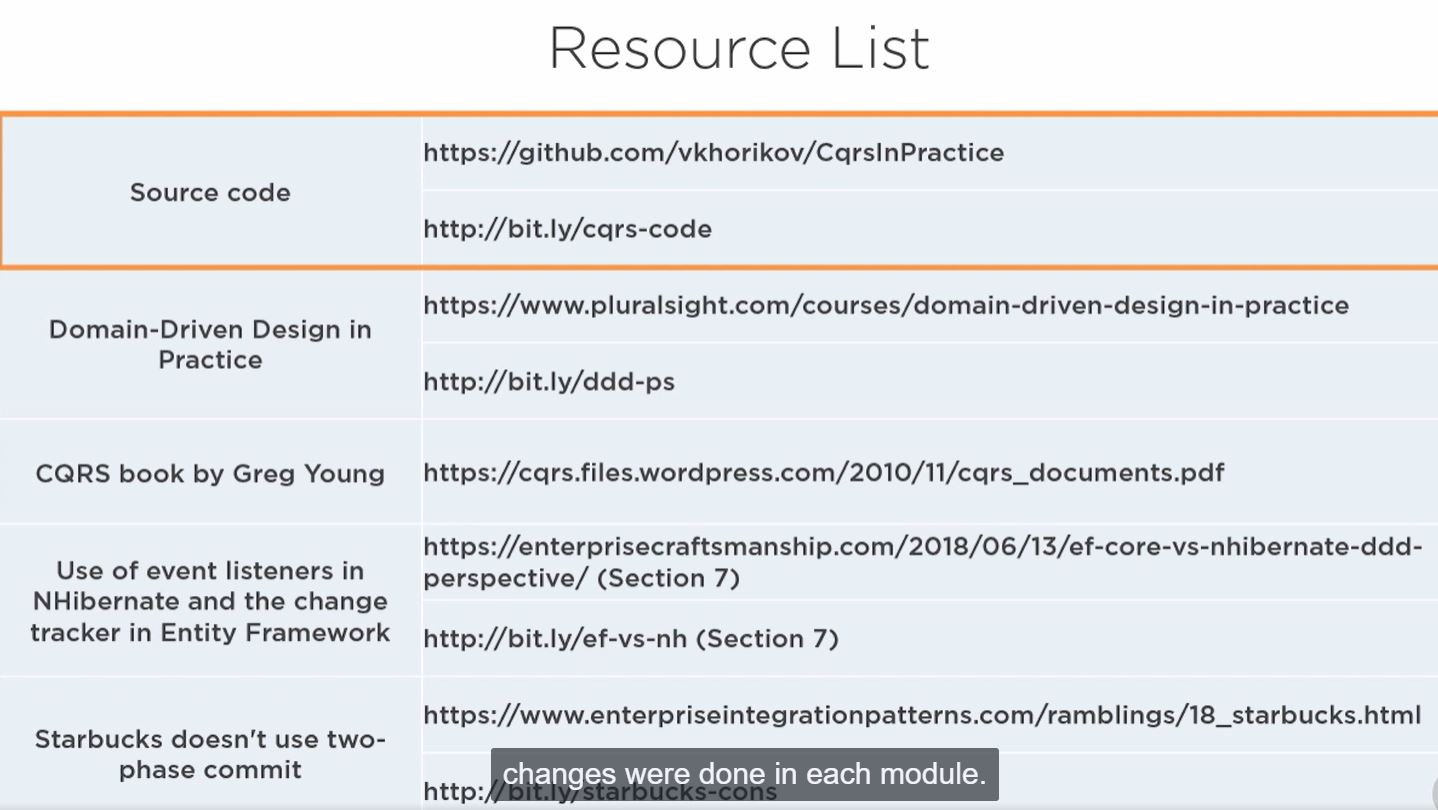 Resource List
Source code
https://github.com/vkhorikov/CqrsInPractice
http://bit.ly/cqrs-code
Domain-Driven Design in
Practice
https://www.pluralsight.com/courses/domain-driven-design-in-practice
http://bit.ly/ddd-ps
CQRS book by Greg Young
https://cqrs.files.wordpress.com/2010/11/cqrs_documents.pdf
Use of event listeners in
NHibernate and the change
tracker in Entity Framework
https://enterprisecraftsmanship.com/2018/06/13/ef-core-vs-nhibernate-ddd-
perspective/ (Section 7)
http://bit.ly/ef-vs-nh (Section 7)
Starbucks doesn't use two-
phase commit
https://www.enterpriseintegrationpatterns.com/ramblings/18_starbucks.html
http://bit.ly/starbucks-cons
changes were done in each module.